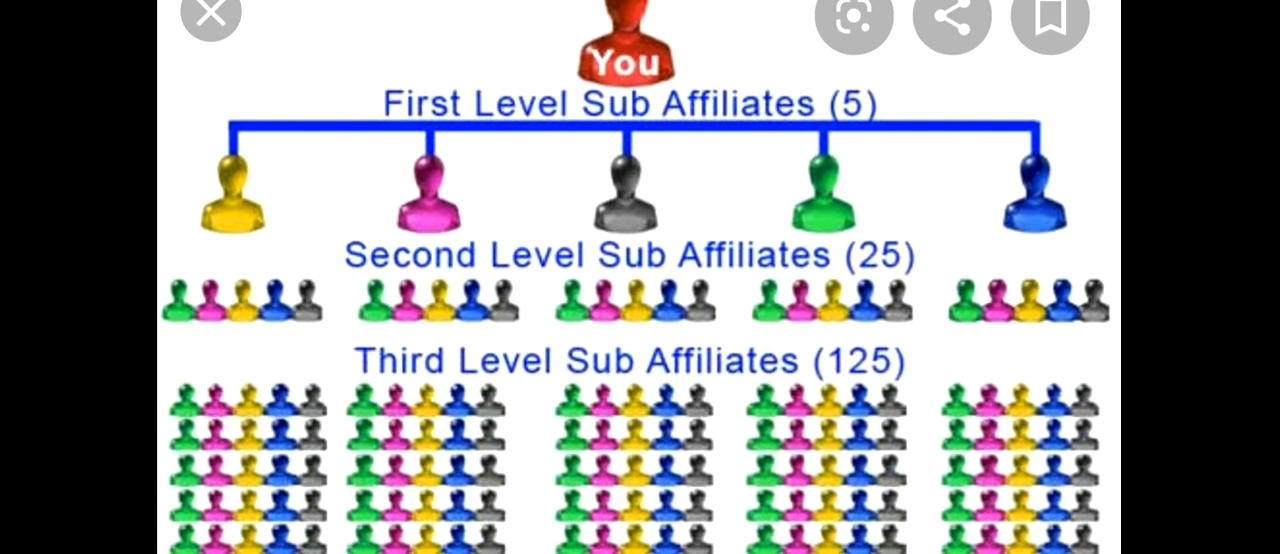 You
First Level Sub Affiliates (5)
Second Level Sub Affiliates (25)
Third Level Sub Affiliates (125)